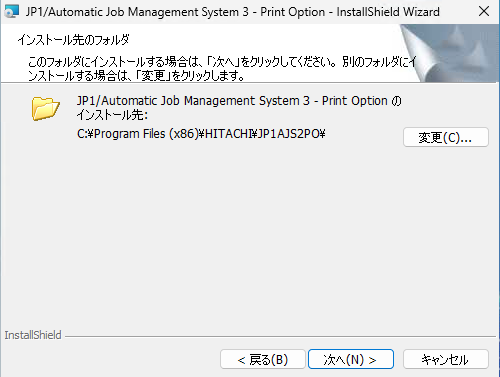 JP1/Automatic Job Management System 3 - Print Option - InstallShield Wizard
インストール先のフォルダ
このフォルダにインストールする場合は、「次へ」をクリックしてください。別のフォルダにイ
ンストールする場合は、「変更」をクリックします。
JP1/Automatic Job Management System 3 - Print Option の
インストール先:
C:¥Program Files (x86)¥HITACHI¥JP1AJS2PO¥
変更(C)...
InstallShield
< 戻る(B)
次へ(N) >
キャンセル